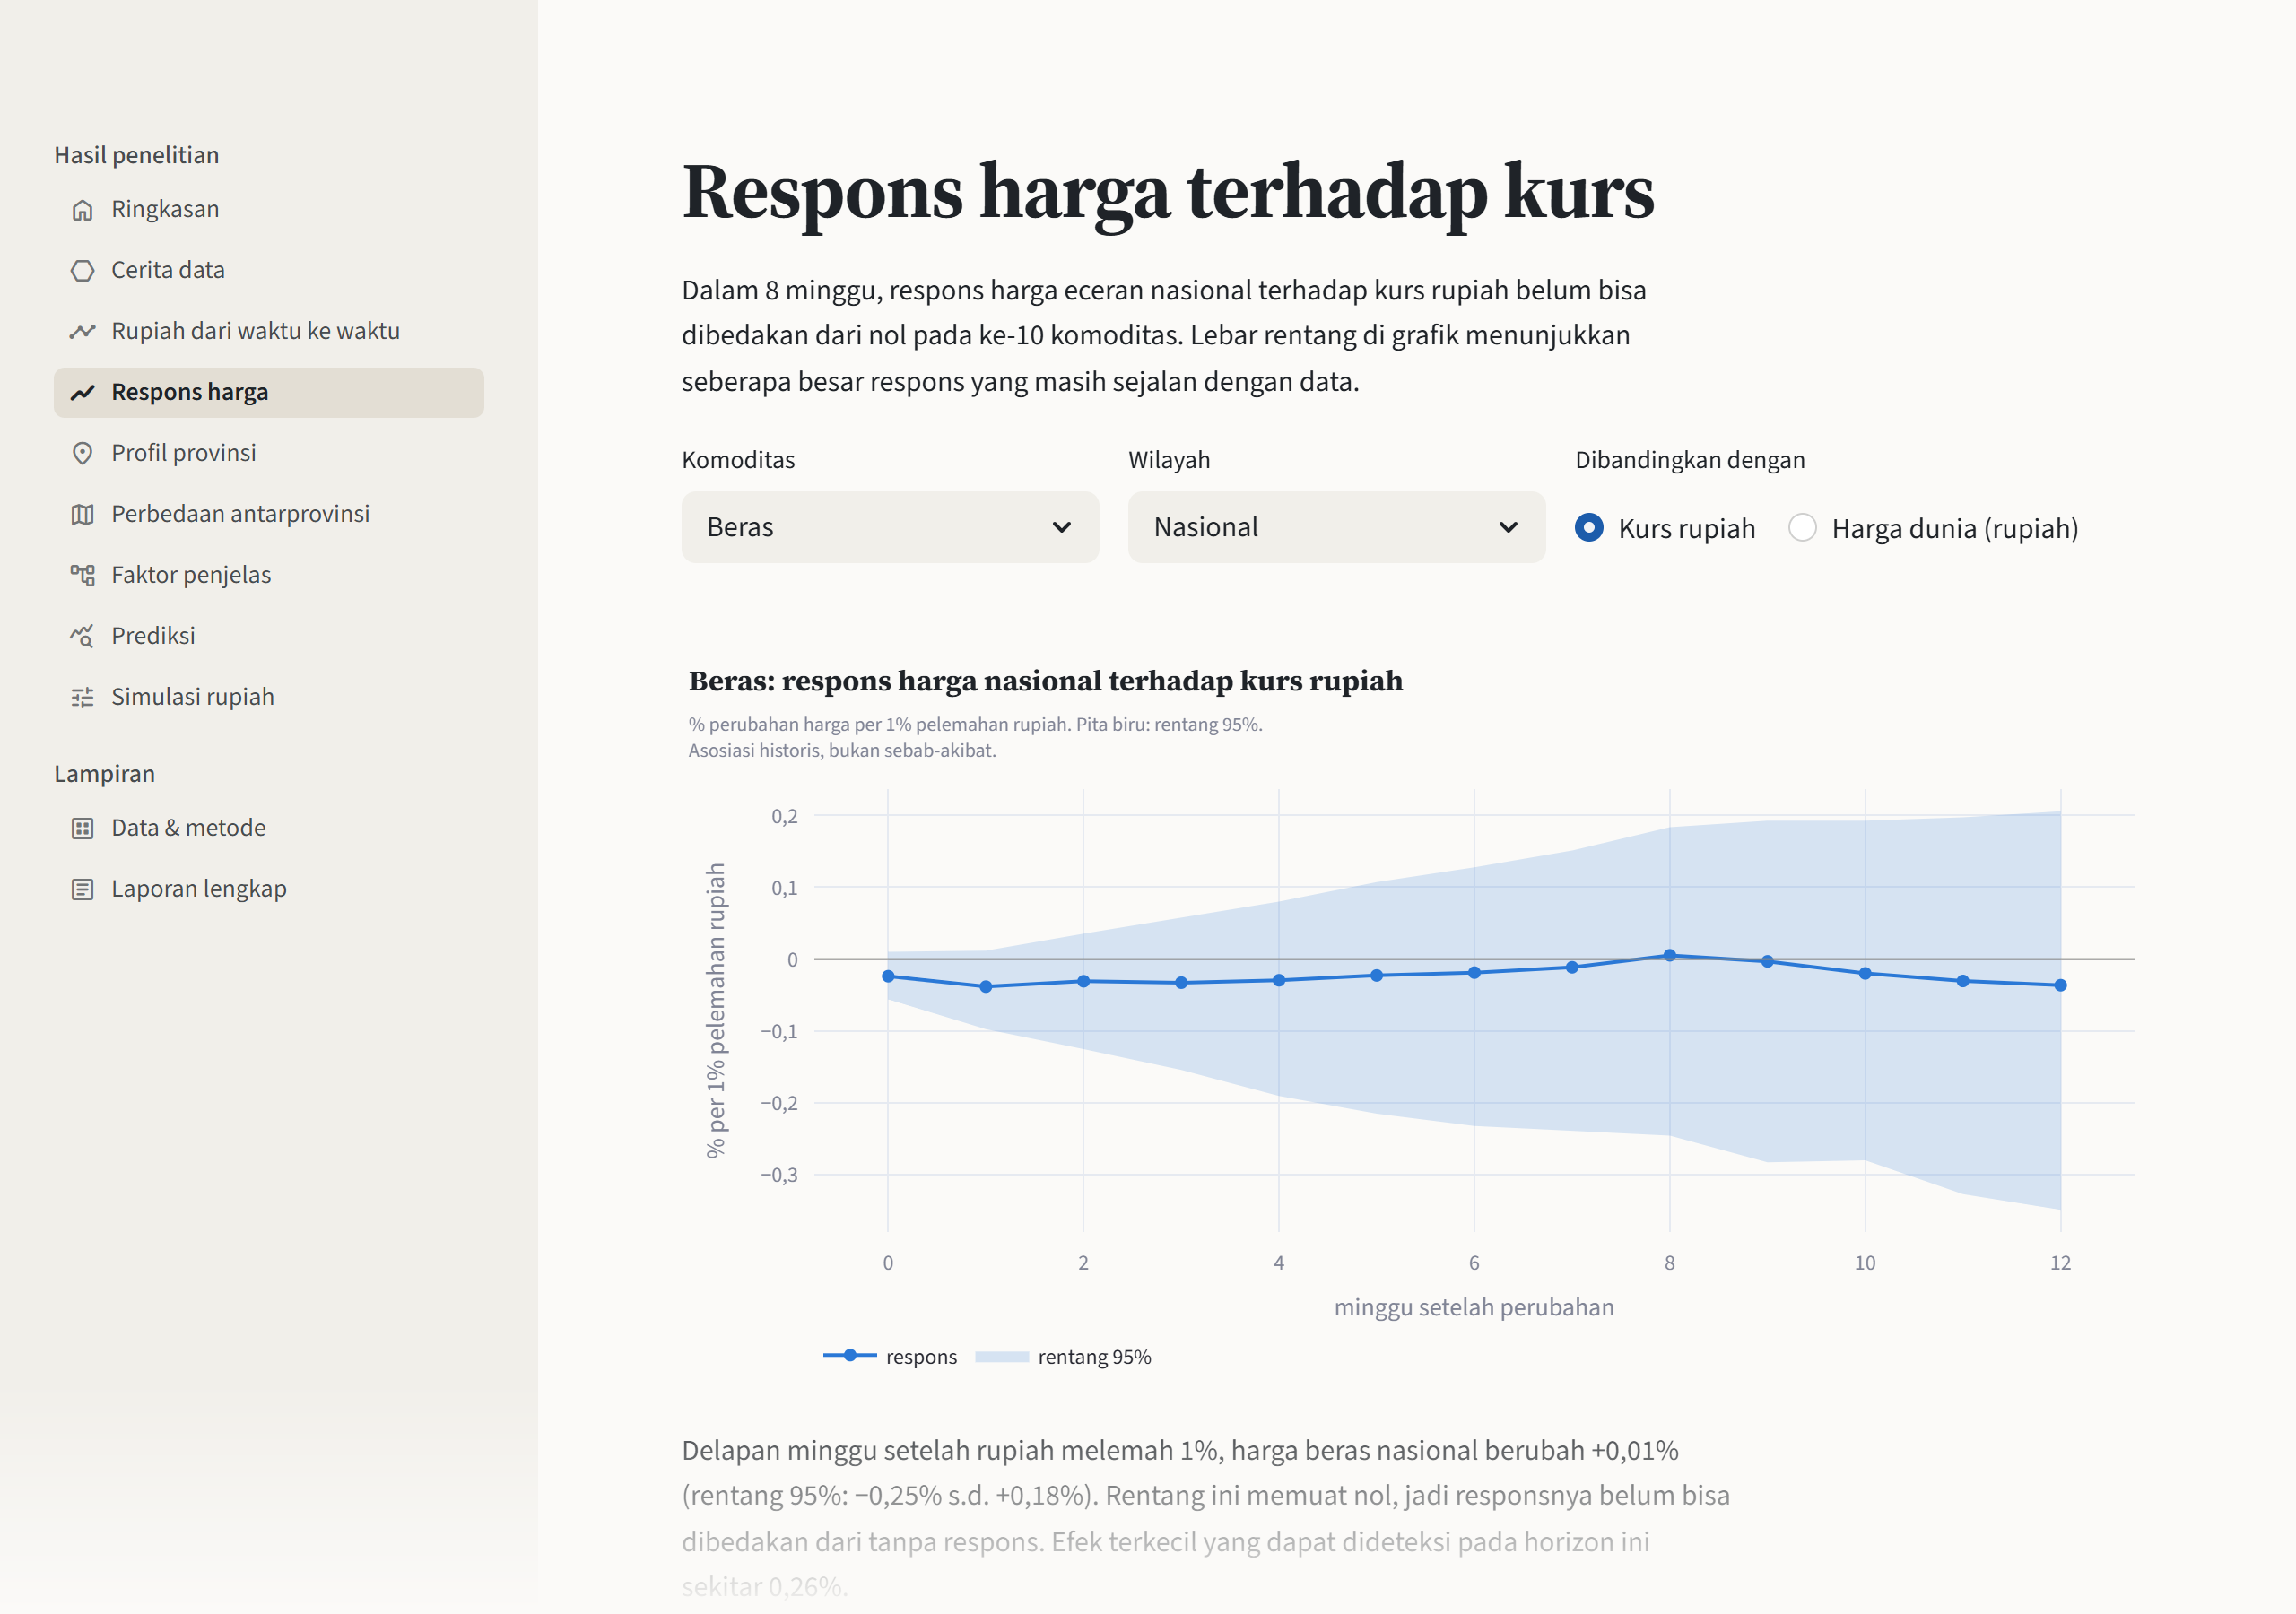 Hasil penelitian
Ringkasan
Cerita data
Rupiah dari waktu ke waktu
Respons harga
Profil provinsi
Perbedaan antarprovinsi
Faktor penjelas
Prediksi
Simulasi rupiah
Lampiran
Data & metode
Laporan lengkap
Respons harga terhadap kurs
Dalam 8 minggu, respons harga eceran nasional terhadap kurs rupiah belum bisa
dibedakan dari nol pada ke-10 komoditas. Lebar rentang di grafik menunjukkan
seberapa besar respons yang masih sejalan dengan data.
Komoditas
Beras
Wilayah
Nasional
Dibandingkan dengan
Kurs rupiah
Harga dunia (rupiah)
Beras: respons harga nasional terhadap kurs rupiah
% perubahan harga per 1% pelemahan rupiah. Pita biru: rentang 95%.
Asosiasi historis, bukan sebab-akibat.
% per 1% pelemahan rupiah
0,2
0,1
0
−0,1
−0,2
−0,3
0 2 4 6 8 10 12
minggu setelah perubahan
respons
rentang 95%
Delapan minggu setelah rupiah melemah 1%, harga beras nasional berubah +0,01%
(rentang 95%: −0,25% s.d. +0,18%). Rentang ini memuat nol, jadi responsnya belum bisa
dibedakan dari tanpa respons. Efek terkecil yang dapat dideteksi pada horizon ini
sekitar 0,26%.